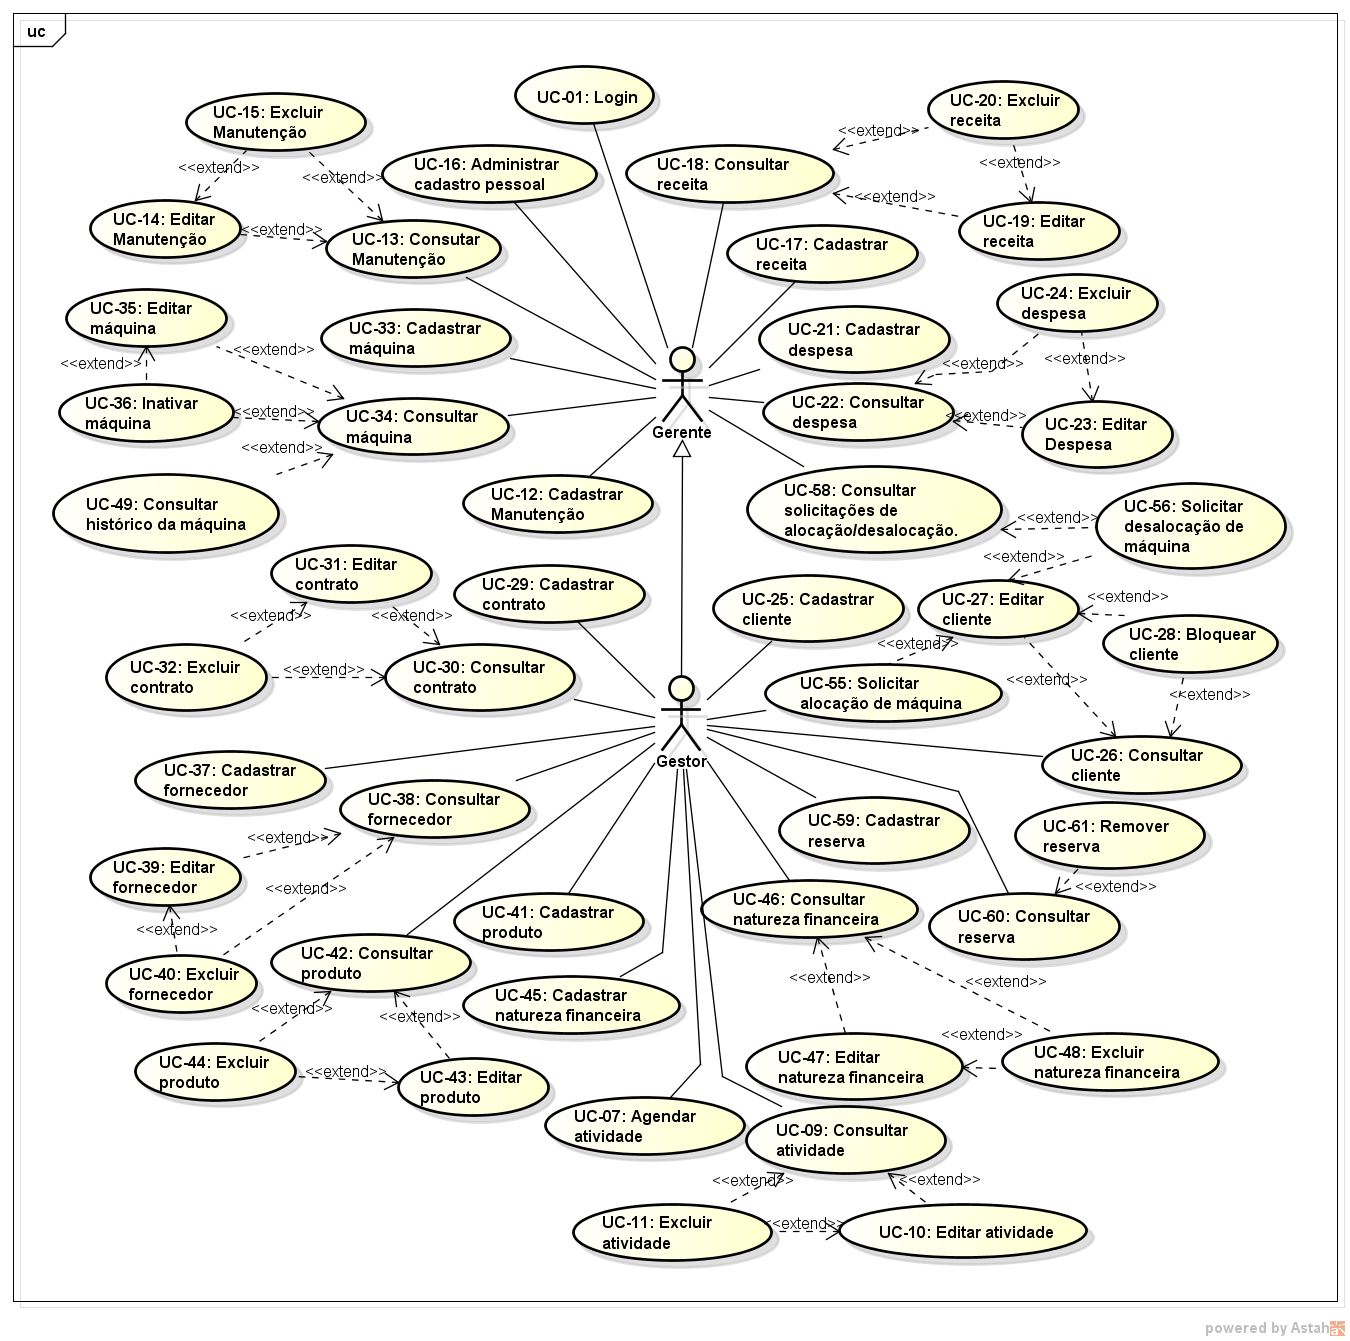 uc
UC-01: Login
UC-15: Excluir
Manutenção
UC-20: Excluir
receita
<<extend>>
<<extend>>
<<extend>>
UC-16: Administrar
cadastro pessoal
UC-18: Consultar
receita
<<extend>>
<<extend>>
UC-14: Editar
Manutenção
<<extend>>
UC-13: Consutar
Manutenção
UC-19: Editar
receita
UC-17: Cadastrar
receita
UC-35: Editar
máquina
UC-24: Excluir
despesa
UC-33: Cadastrar
máquina
UC-21: Cadastrar
despesa
<<extend>>
<<extend>>
<<extend>>
<<extend>>
UC-36: Inativar
máquina
<<extend>>
UC-34: Consultar
máquina
Gerente
UC-22: Consultar
despesa
<<extend>>
UC-23: Editar
Despesa
<<extend>>
UC-49: Consultar
histórico da máquina
UC-12: Cadastrar
Manutenção
UC-58: Consultar
solicitações de
alocação/desalocação.
<<extend>>
UC-56: Solicitar
desalocação de
máquina
<<extend>>
UC-31: Editar
contrato
UC-29: Cadastrar
contrato
UC-25: Cadastrar
cliente
UC-27: Editar
cliente
<<extend>>
<<extend>>
<<extend>>
<<extend>>
UC-28: Bloquear
cliente
UC-32: Excluir
contrato
<<extend>>
UC-30: Consultar
contrato
UC-55: Solicitar
alocação de máquina
<<extend>>
<<extend>>
Gestor
UC-37: Cadastrar
fornecedor
UC-38: Consultar
fornecedor
UC-26: Consultar
cliente
UC-59: Cadastrar
reserva
UC-61: Remover
reserva
<<extend>>
UC-39: Editar
fornecedor
<<extend>>
<<extend>>
UC-41: Cadastrar
produto
UC-46: Consultar
natureza financeira
UC-60: Consultar
reserva
<<extend>>
UC-40: Excluir
fornecedor
UC-42: Consultar
produto
<<extend>>
<<extend>>
UC-45: Cadastrar
natureza financeira
<<extend>>
<<extend>>
<<extend>>
UC-44: Excluir
produto
<<extend>>
UC-43: Editar
produto
UC-47: Editar
natureza financeira
UC-48: Excluir
natureza financeira
UC-07: Agendar
atividade
UC-09: Consultar
atividade
<<extend>>
<<extend>>
UC-11: Excluir
atividade
<<extend>>
UC-10: Editar atividade
powered by Astah